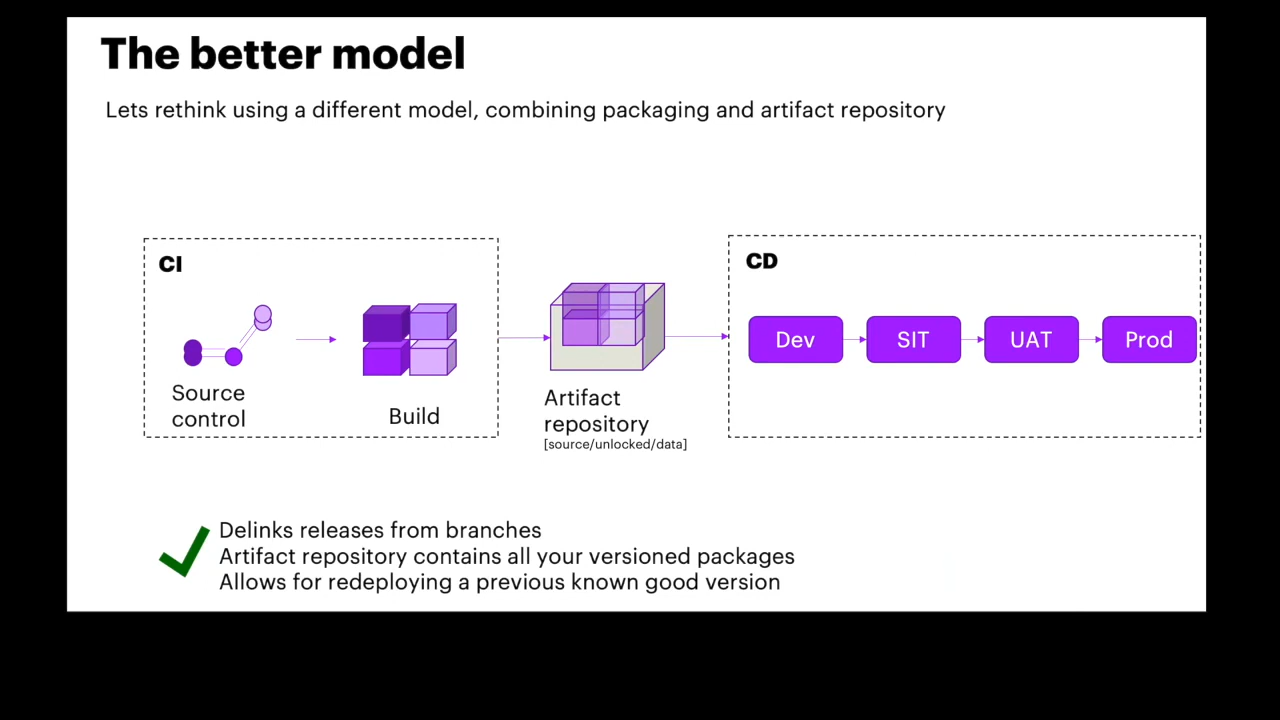 The better model
Lets rethink using a different model, combining packaging and artifact repository
CI
Source
control
Build
Artifact
repository
[source/unlocked/data]
CD
Dev
SIT
UAT
Prod
Delinks releases from branches
Artifact repository contains all your versioned packages
Allows for redeploying a previous known good version